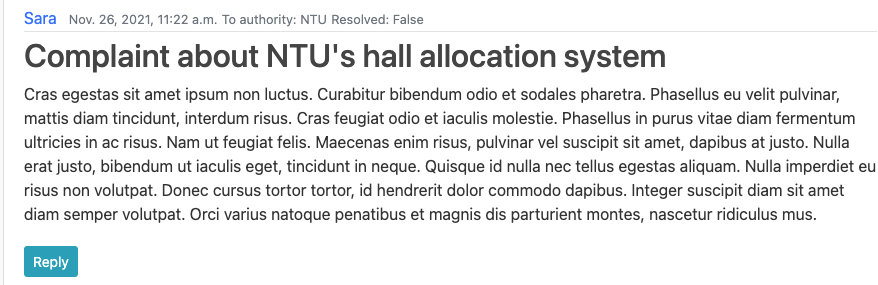 Sara Nov. 26, 2021, 11:22 a.m. To authority: NTU Resolved: False
Complaint about NTU's hall allocation system
Cras egestas sit amet ipsum non luctus. Curabitur bibendum odio et sodales pharetra. Phasellus eu velit pulvinar,
mattis diam tincidunt, interdum risus. Cras feugiat odio et iaculis molestie. Phasellus in purus vitae diam fermentum
ultricies in ac risus. Nam ut feugiat felis. Maecenas enim risus, pulvinar vel suscipit sit amet, dapibus at justo. Nulla
erat justo, bibendum ut iaculis eget, tincidunt in neque. Quisque id nulla nec tellus egestas aliquam. Nulla imperdiet eu
risus non volutpat. Donec cursus tortor tortor, id hendrerit dolor commodo dapibus. Integer suscipit diam sit amet
diam semper volutpat. Orci varius natoque penatibus et magnis dis parturient montes, nascetur ridiculus mus.
Reply